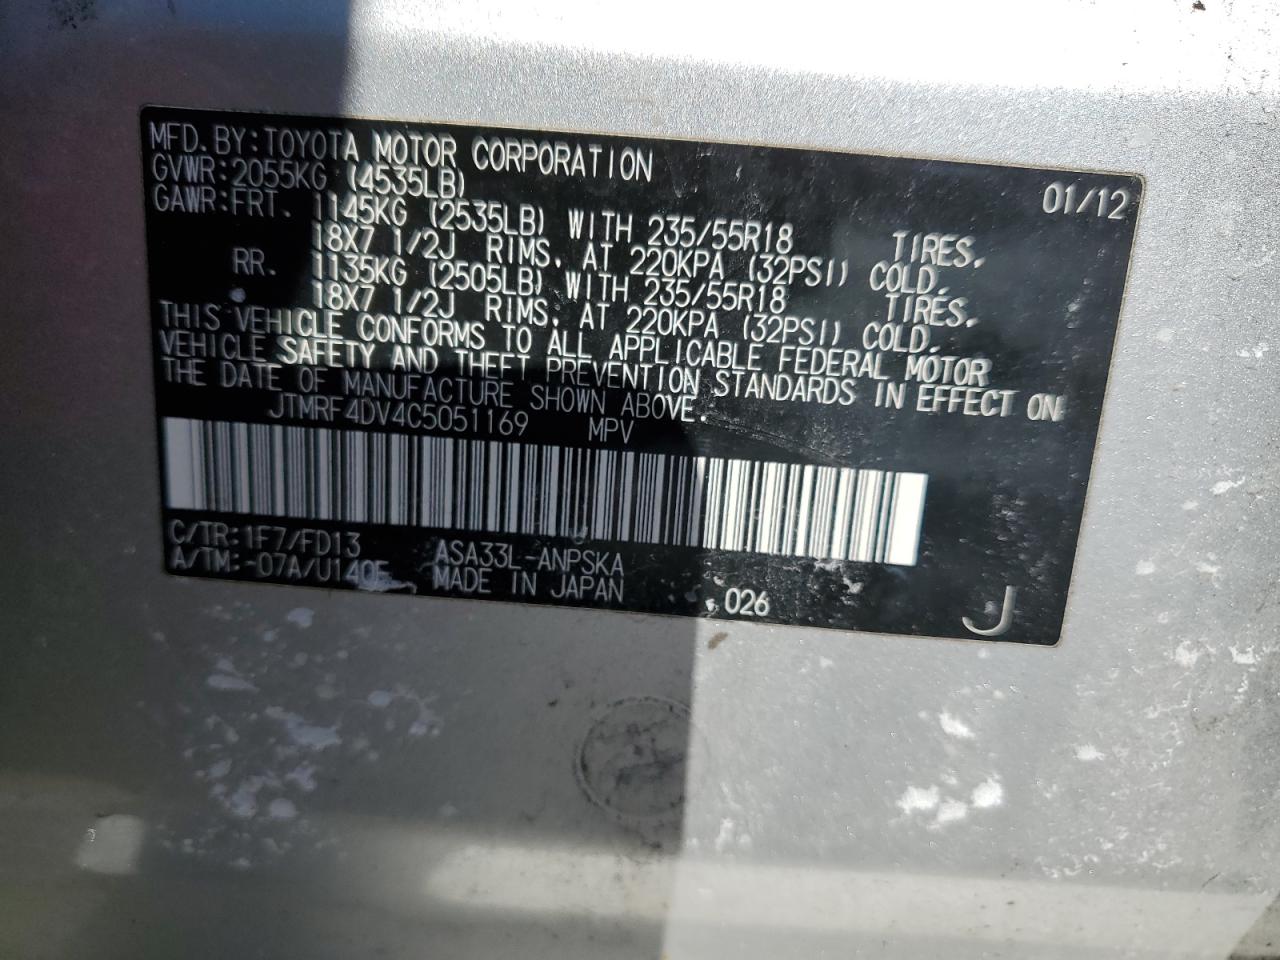 MFD. BY: TOYOTA MOTOR CORPORATION 01/12
GVWR: 2055KG (4535LB)
GAWR: FRT. 1145KG (2535LB) WITH 235/55R18 TIRES,
18X7 1/2J RIMS, AT 220KPA (32PSI) COLD.
RR. 1135KG (2505LB) WITH 235/55R18 TIRES,
18X7 1/2J RIMS, AT 220KPA (32PSI) COLD.
THIS VEHICLE CONFORMS TO ALL APPLICABLE FEDERAL MOTOR
VEHICLE SAFETY AND THEFT PREVENTION STANDARDS IN EFFECT ON
THE DATE OF MANUFACTURE SHOWN ABOVE.
JTMRF4DV4C5051169 MPV
C/TR: 1F7/FD13 ASA33L-ANPSKA
A/TM: -07A/U140F MADE IN JAPAN
026 J